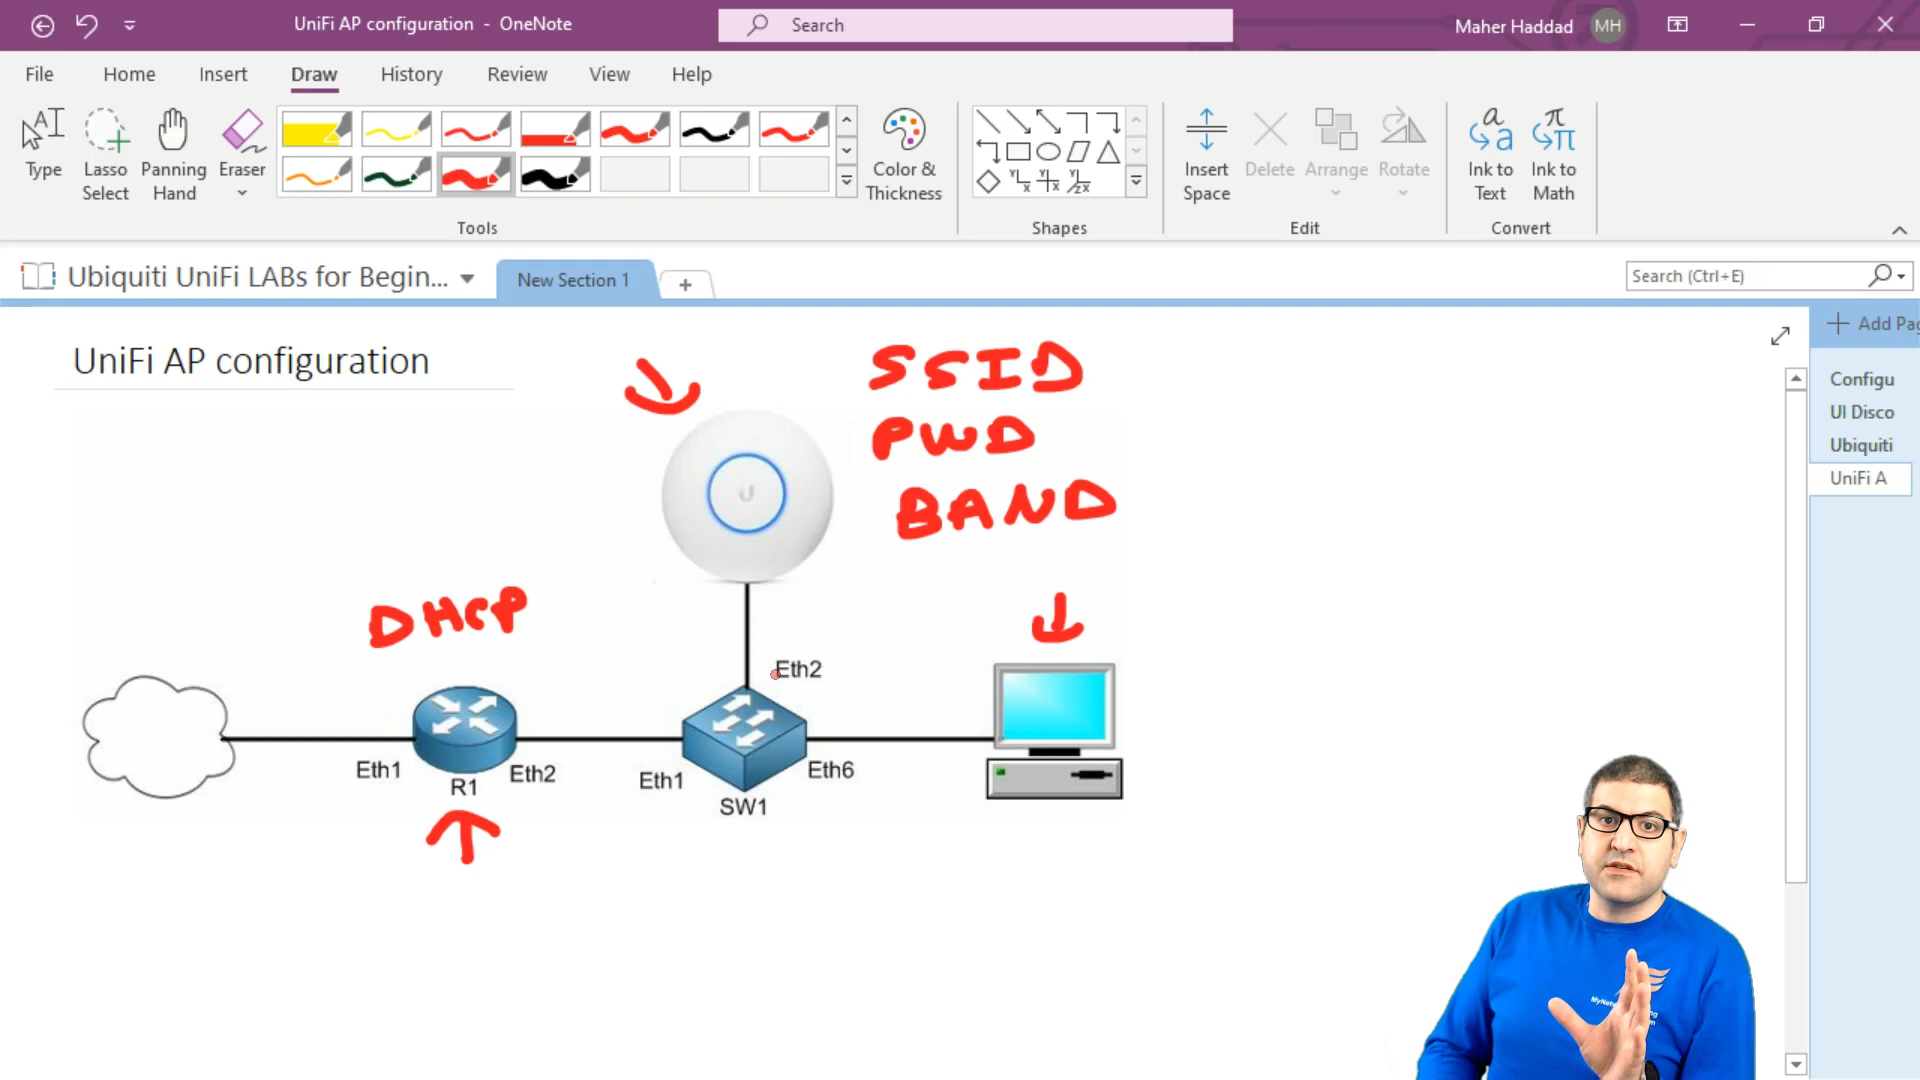 UniFi AP configuration - OneNote
Search
Maher Haddad
MH
File
Home
Insert
Draw
History
Review
View
Help
Type
Lasso Select
Panning Hand
Eraser
Color & Thickness
Insert Space
Delete
Arrange
Rotate
Ink to Text
Ink to Math
Tools
Shapes
Edit
Convert
Ubiquiti UniFi LABs for Begin...
New Section 1
Search (Ctrl+E)
Add Pag
Configu
UI Disco
Ubiquiti
UniFi A
UniFi AP configuration
SSID
PWD
BAND
U
DHCP
Eth2
Eth1
R1
Eth2
Eth1
SW1
Eth6